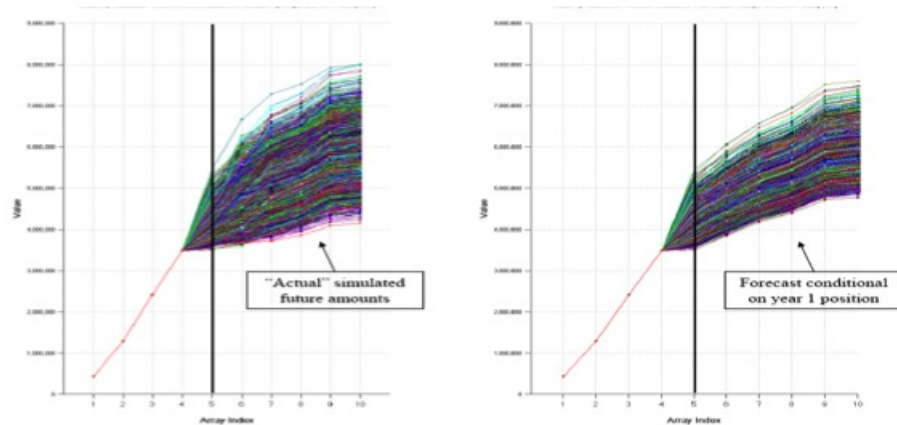 9,000,000
8,000,000
7,000,000
6,000,000
5,000,000
4,000,000
3,000,000
2,000,000
1,000,000
0
Value
1 2 3 4 5 6 7 8 9 10
Array Index
"Actual" simulated
future amounts
9,000,000
8,000,000
7,000,000
6,000,000
5,000,000
4,000,000
3,000,000
2,000,000
1,000,000
0
Value
1 2 3 4 5 6 7 8 9 10
Array Index
Forecast conditional
on year 1 position